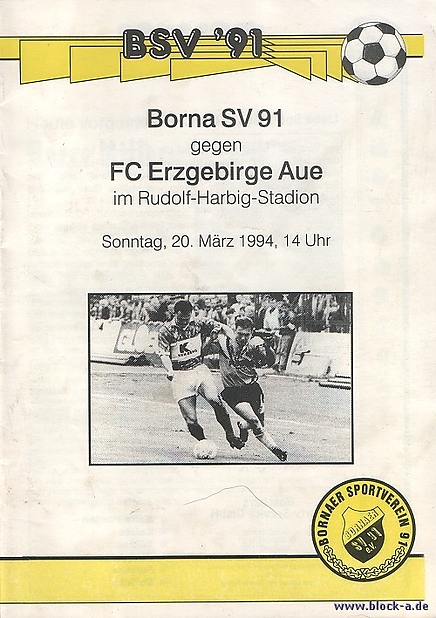 BSV '91
Borna SV 91
gegen
FC Erzgebirge Aue
im Rudolf-Harbig-Stadion
Sonntag, 20. März 1994, 14 Uhr
K
BORNAER SPORTVEREIN 91
BORNAER
SV 91
e.V.
www.block-a.de